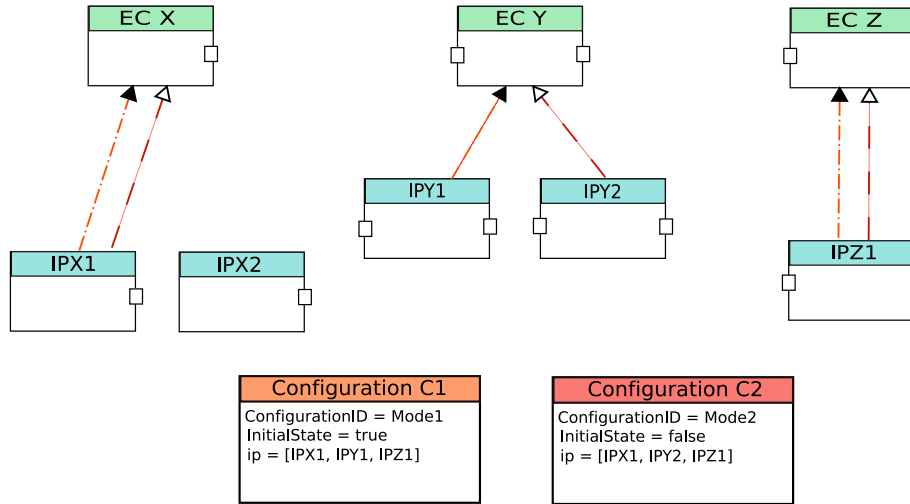 EC X
EC Y
EC Z
IPY1
IPY2
IPX1
IPX2
IPZ1
Configuration C1
ConfigurationID = Mode1
InitialState = true
ip = [IPX1, IPY1, IPZ1]
Configuration C2
ConfigurationID = Mode2
InitialState = false
ip = [IPX1, IPY2, IPZ1]